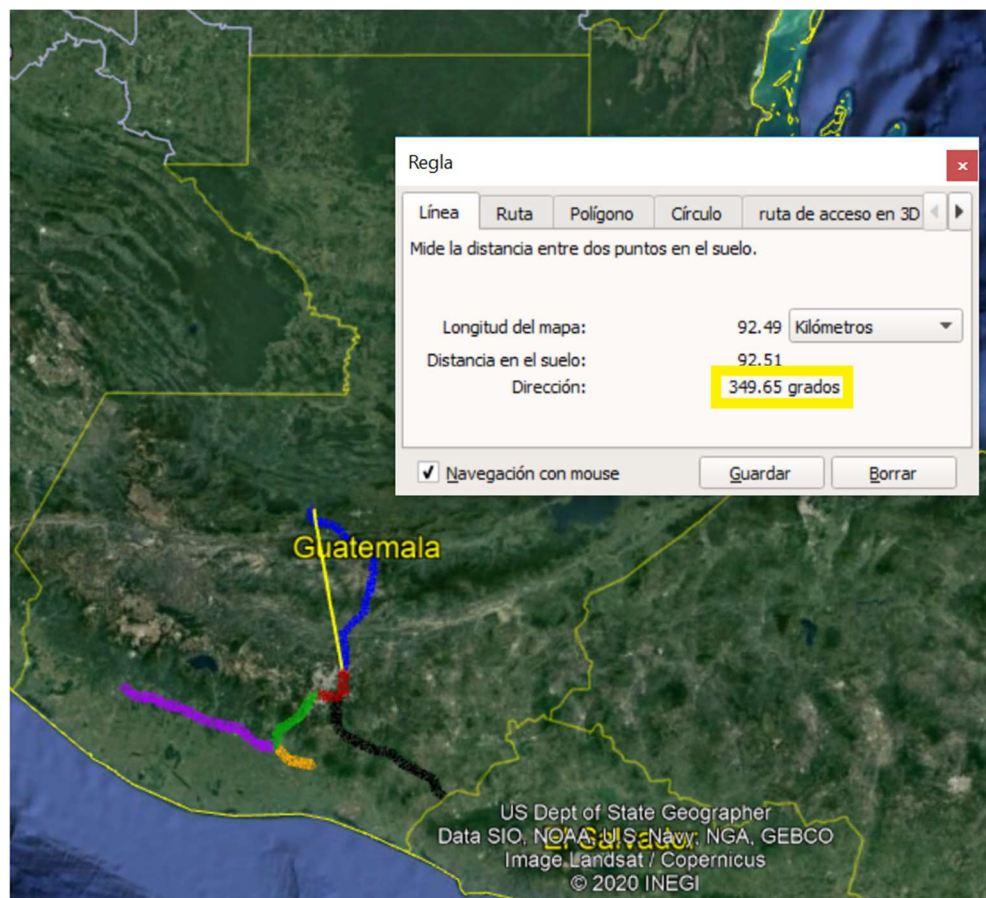 Regla
x
Línea Ruta Polígono Círculo ruta de acceso en 3D
Mide la distancia entre dos puntos en el suelo.
Longitud del mapa: 92.49 Kilómetros
Distancia en el suelo: 92.51
Dirección: 349.65 grados
Navegación con mouse Guardar Borrar
Guatemala
US Dept of State Geographer
El Salvador
Data SIO, NOAA, U.S. Navy, NGA, GEBCO
Image Landsat / Copernicus
© 2020 INEGI